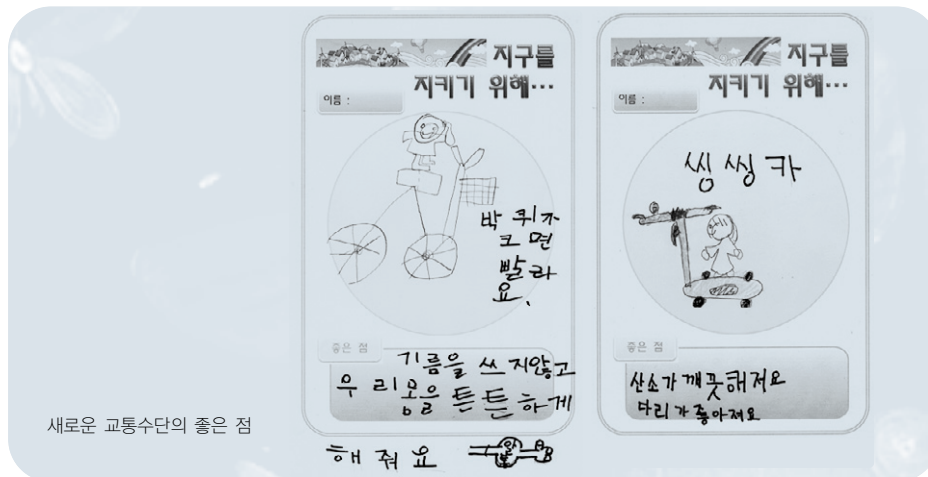 지구를
지키기 위해…
이름 :
박퀴가
크면
빨라
요.
좋은 점
기름을 쓰지않고
우리몸을 튼튼하게
해줘요
지구를
지키기 위해…
이름 :
씽씽카
좋은 점
산소가 깨끗해저요
다리가 좋아져요
새로운 교통수단의 좋은 점